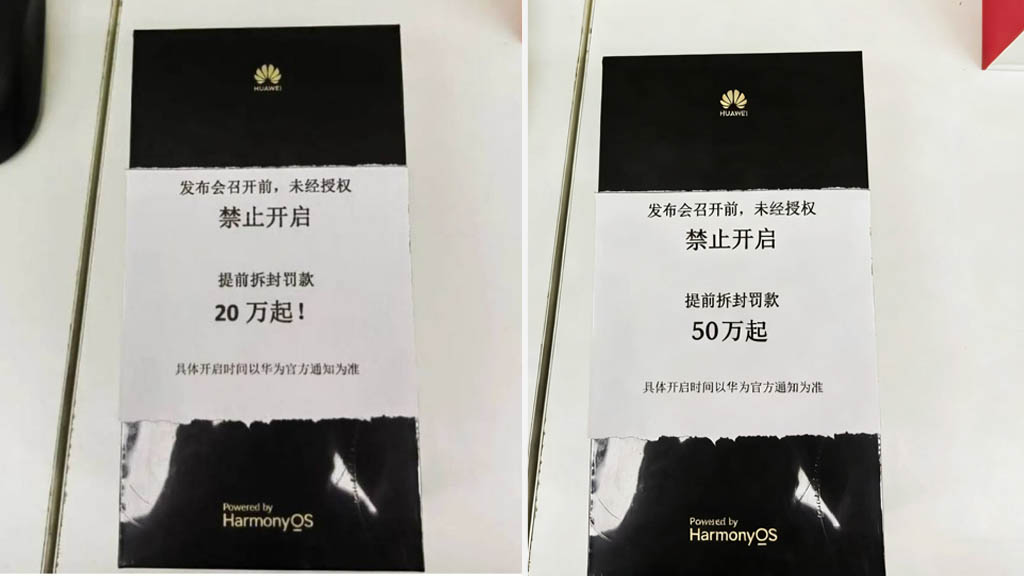 HUAWEI
发布会召开前，未经授权
禁止开启
提前拆封罚款
20 万起！
具体开启时间以华为官方通知为准
Powered by
HarmonyOS
HUAWEI
发布会召开前，未经授权
禁止开启
提前拆封罚款
50万起
具体开启时间以华为官方通知为准
Powered by
HarmonyOS